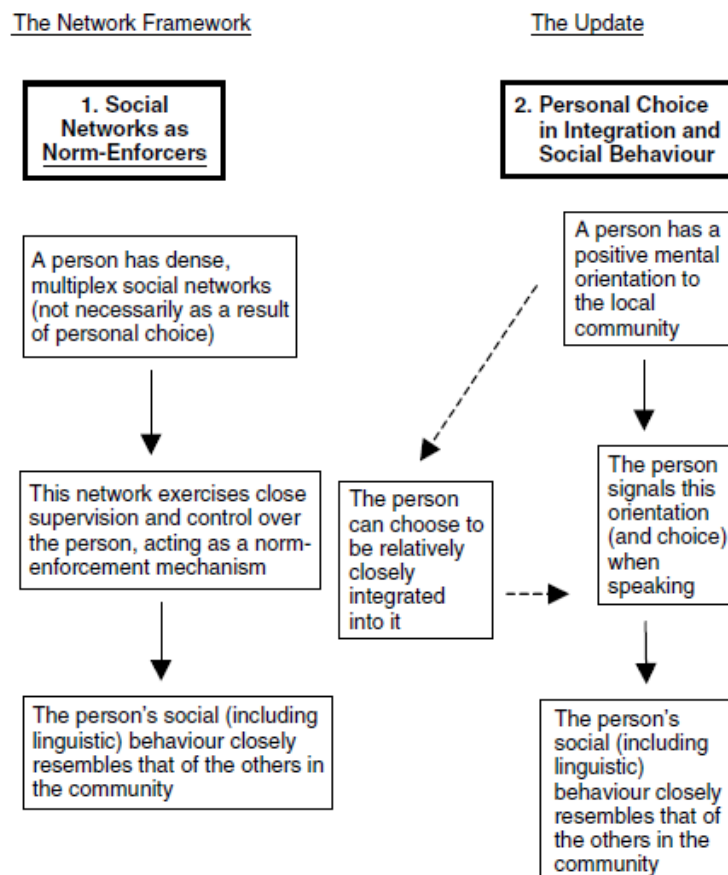 The Network Framework
The Update
1. Social
Networks as
Norm-Enforcers
2. Personal Choice
in Integration and
Social Behaviour
A person has dense,
multiplex social networks
(not necessarily as a result
of personal choice)
A person has a
positive mental
orientation to
the local
community
This network exercises close
supervision and control over
the person, acting as a norm-
enforcement mechanism
The person
can choose to
be relatively
closely
integrated
into it
The person
signals this
orientation
(and choice)
when
speaking
The person's social (including
linguistic) behaviour closely
resembles that of the others in
the community
The person's
social (including
linguistic)
behaviour closely
resembles that of
the others in the
community